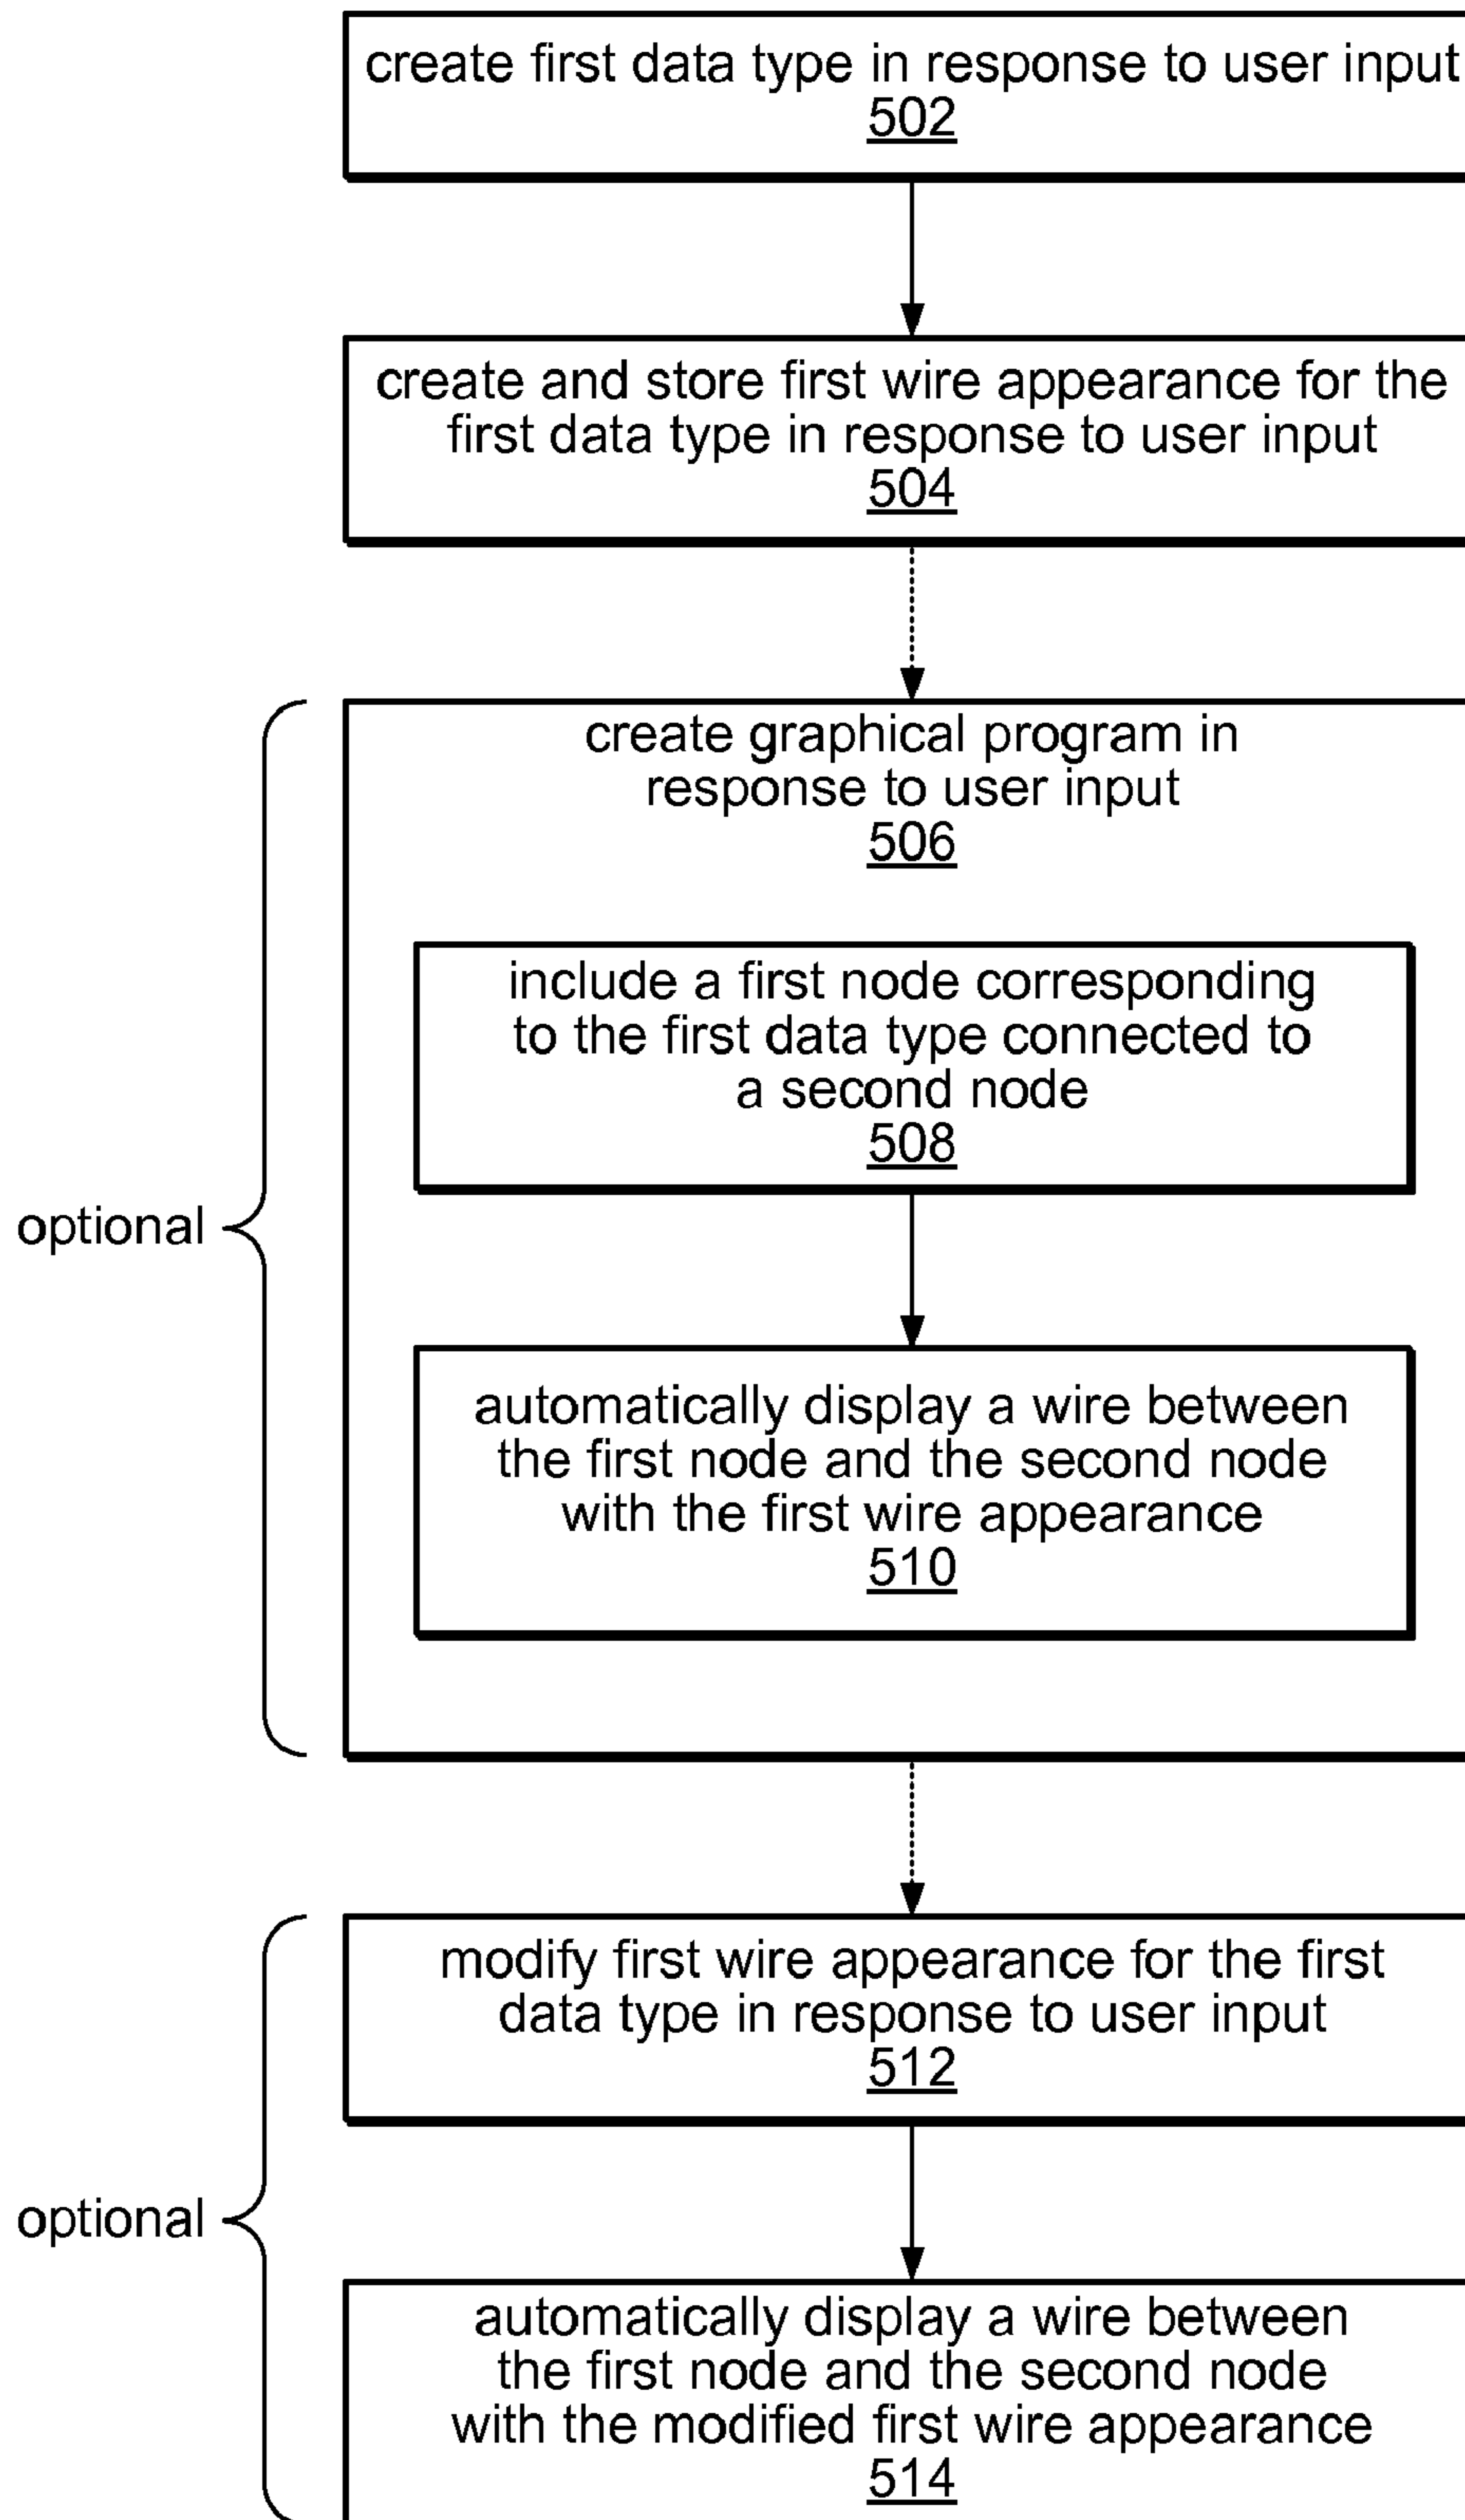 create first data type in response to user input
502
create and store first wire appearance for the
first data type in response to user input
504
create graphical program in
response to user input
506
include a first node corresponding
to the first data type connected to
a second node
508
optional
automatically display a wire between
the first node and the second node
with the first wire appearance
510
modify first wire appearance for the first
data type in response to user input
512
optional
automatically display a wire between
the first node and the second node
with the modified first wire appearance
514